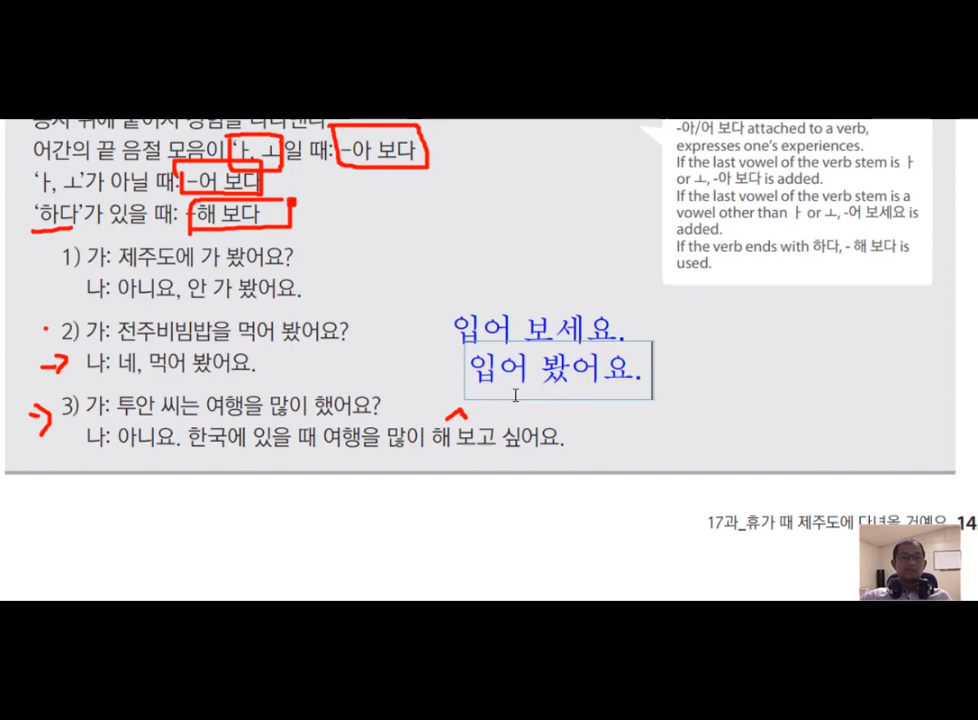 어간의 끝 음절 모음이 'ㅏ, ㅗ'일 때: -아 보다
'ㅏ, ㅗ'가 아닐 때: -어 보다
'하다'가 있을 때: -해 보다
1) 가: 제주도에 가 봤어요?
나: 아니요, 안 가 봤어요.
2) 가: 전주비빔밥을 먹어 봤어요?
나: 네, 먹어 봤어요.
3) 가: 투안 씨는 여행을 많이 했어요?
나: 아니요. 한국에 있을 때 여행을 많이 해 보고 싶어요.
입어 보세요.
입어 봤어요.
-아/어 보다 attached to a verb,
expresses one's experiences.
If the last vowel of the verb stem is ㅏ
or ㅗ, -아 보다 is added.
If the last vowel of the verb stem is a
vowel other than ㅏ or ㅗ, -어 보세요 is
added.
If the verb ends with 하다, - 해 보다 is
used.
17과_휴가 때 제주도에 다녀올 거예요 14